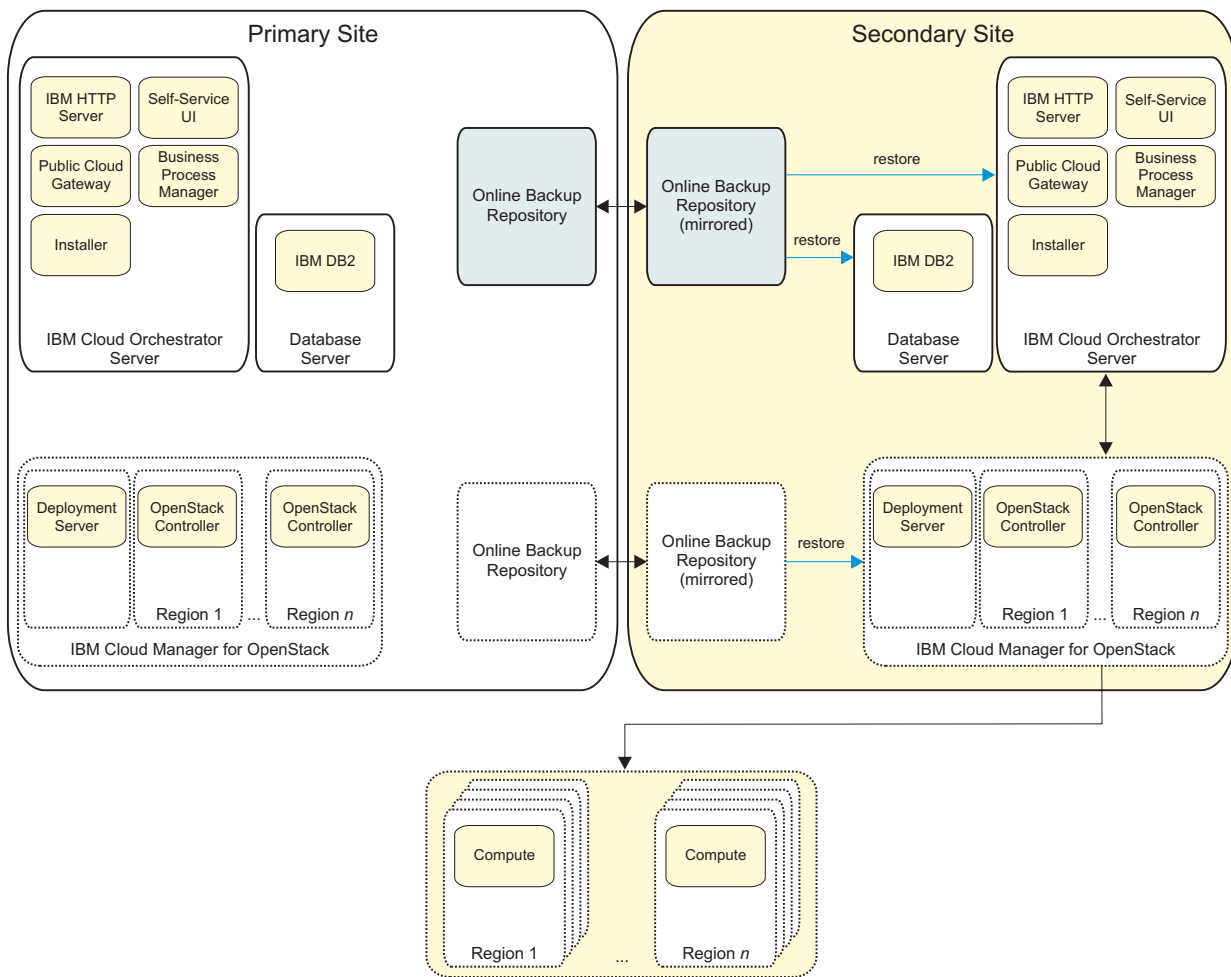 Primary Site
IBM HTTP
Server
Self-Service
UI
Public Cloud
Gateway
Business
Process
Manager
Installer
IBM Cloud Orchestrator
Server
IBM DB2
Database
Server
Online Backup
Repository
Deployment
Server
OpenStack
Controller
Region 1
...
OpenStack
Controller
Region n
IBM Cloud Manager for OpenStack
Online Backup
Repository
Secondary Site
Online Backup
Repository
(mirrored)
restore
restore
IBM DB2
Database
Server
IBM HTTP
Server
Self-Service
UI
Public Cloud
Gateway
Business
Process
Manager
Installer
IBM Cloud Orchestrator
Server
Online Backup
Repository
(mirrored)
restore
Deployment
Server
OpenStack
Controller
Region 1
...
OpenStack
Controller
Region n
IBM Cloud Manager for OpenStack
Compute
Region 1
...
Compute
Region n